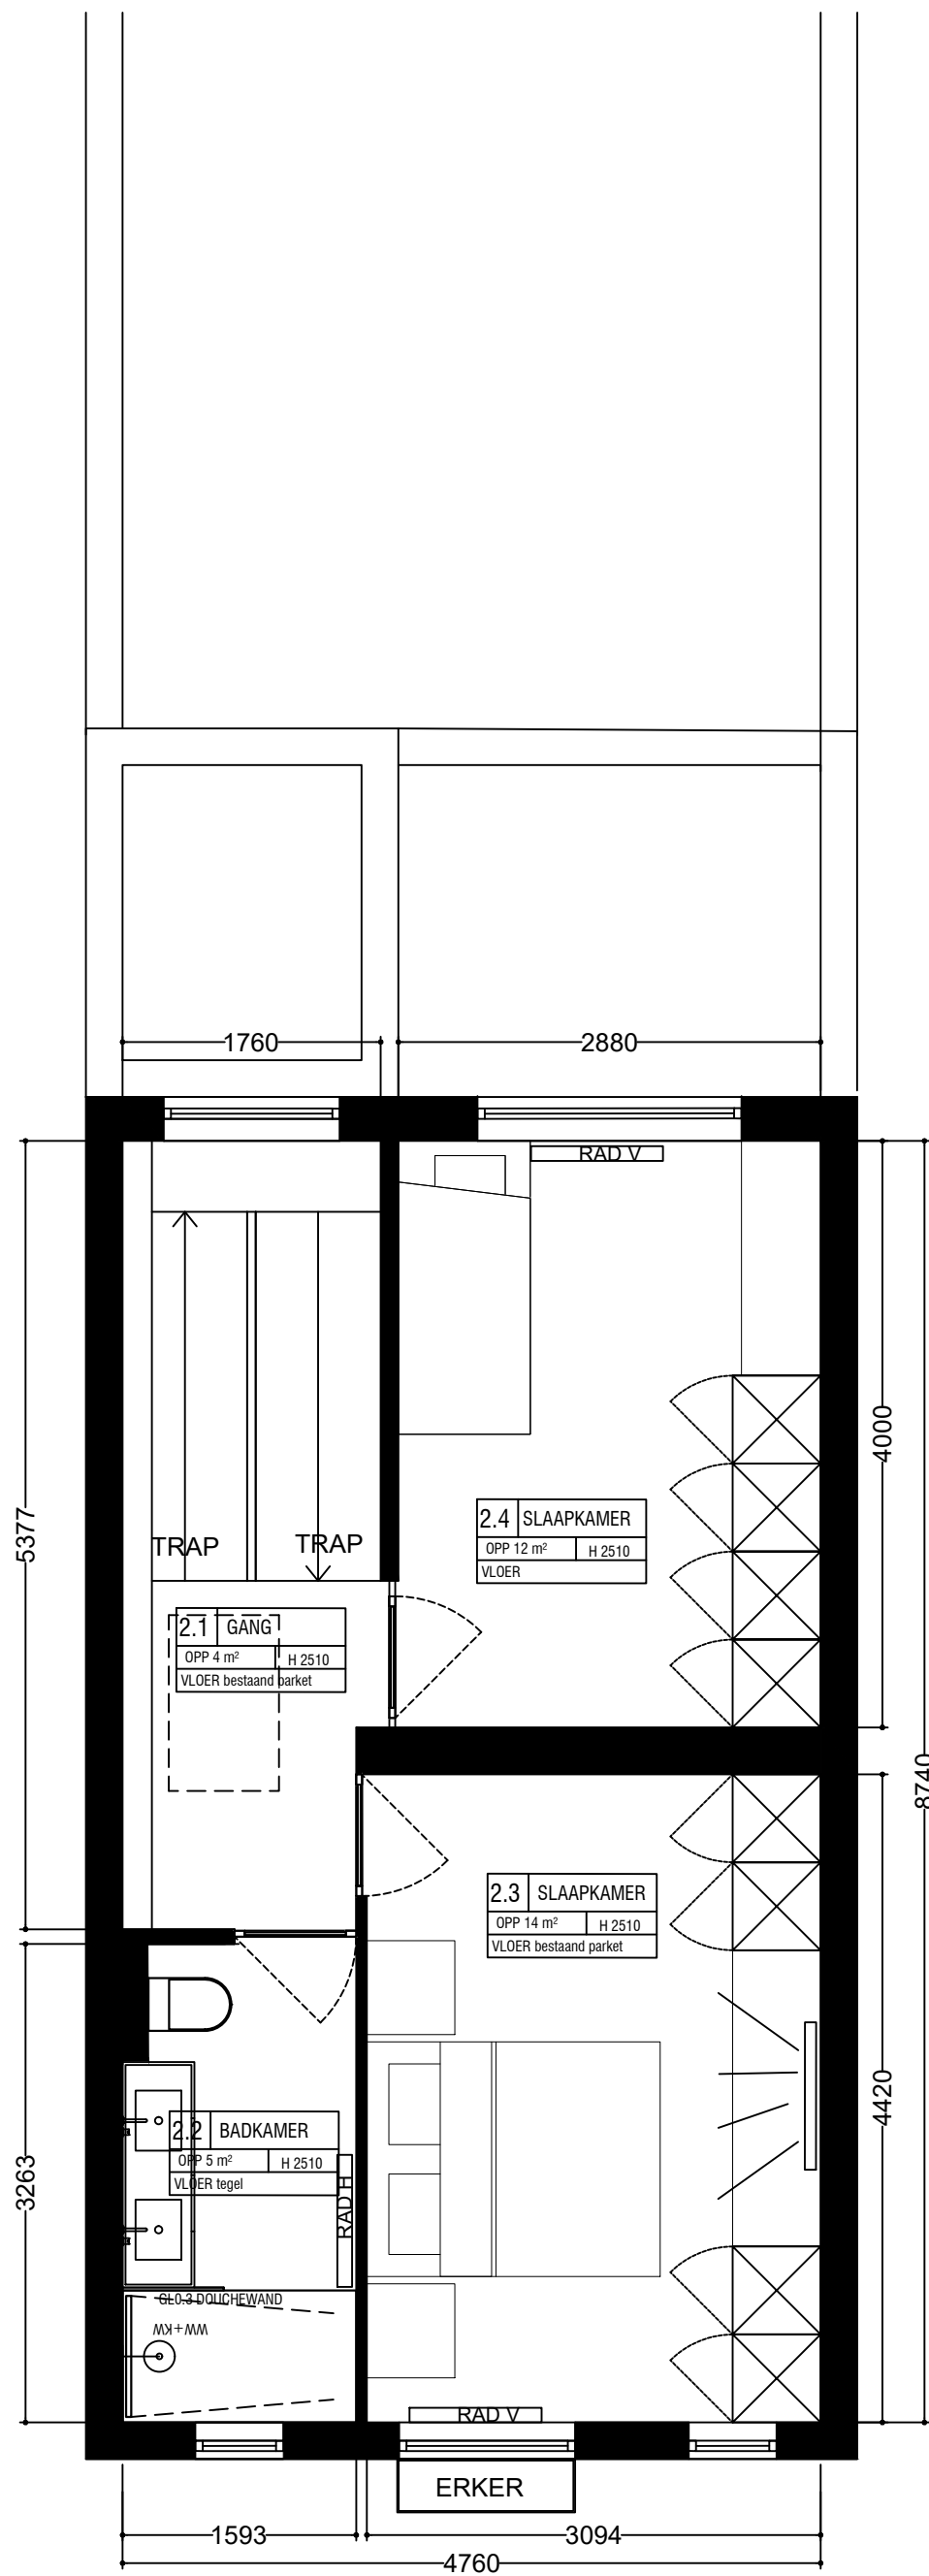 1760
2880
RAD V
4000
5377
TRAP
TRAP
2.4 SLAAPKAMER
OPP 12 m² H 2510
VLOER
2.1 GANG
OPP 4 m² H 2510
VLOER bestaand parket
8740
2.3 SLAAPKAMER
OPP 14 m² H 2510
VLOER bestaand parket
4420
3263
2.2 BADKAMER
OPP 5 m² H 2510
VLOER tegel
RAD H
GL0.3 DOUCHEWAND
WW+KW
RAD V
ERKER
1593
3094
4760